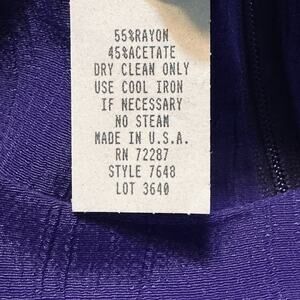 55%RAYON
45%ACETATE
DRY CLEAN ONLY
USE COOL IRON
IF NECESSARY
NO STEAM
MADE IN U.S.A.
RN 72287
STYLE 7648
LOT 3640